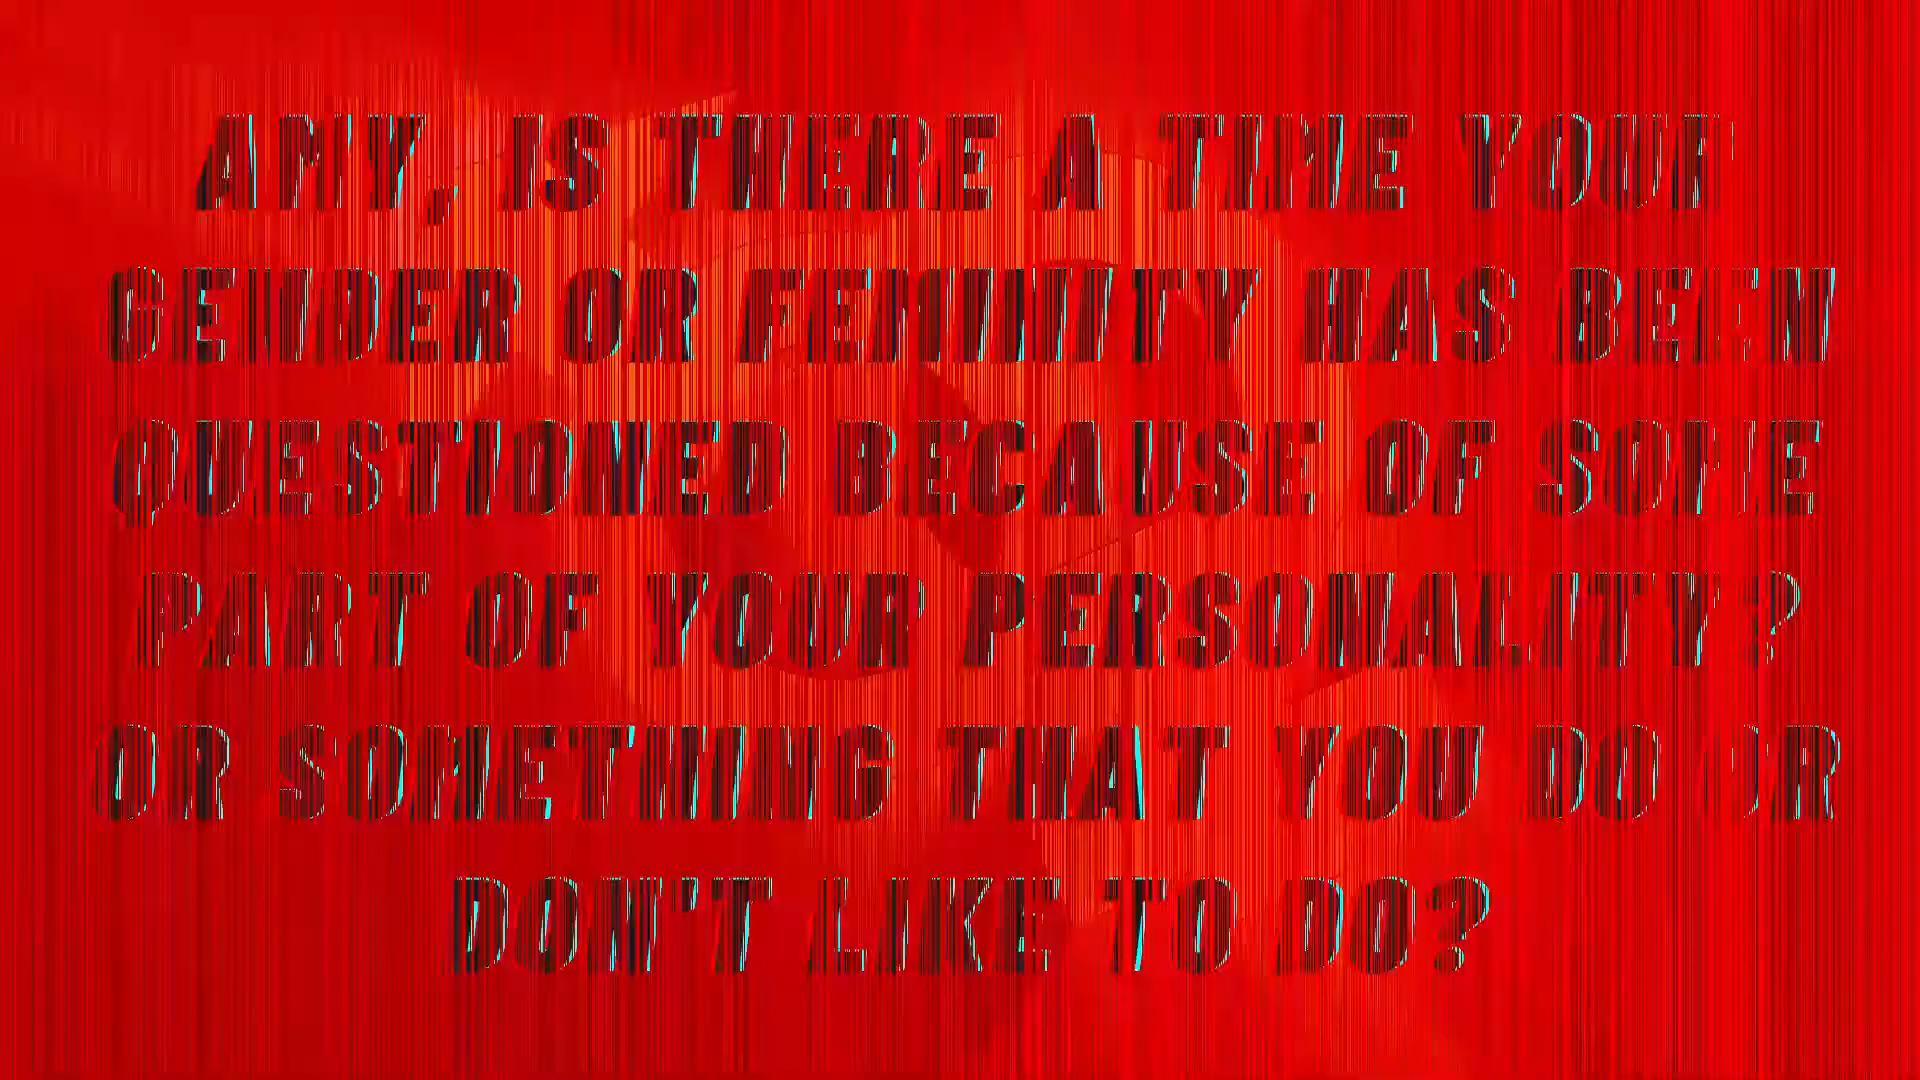 AMY, IS THERE A TIME YOUR
GENDER OR FEMINITY HAS BEEN
QUESTIONED BECAUSE OF SOME
PART OF YOUR PERSONALITY ?
OR SOMETHING THAT YOU DO OR
DON'T LIKE TO DO?